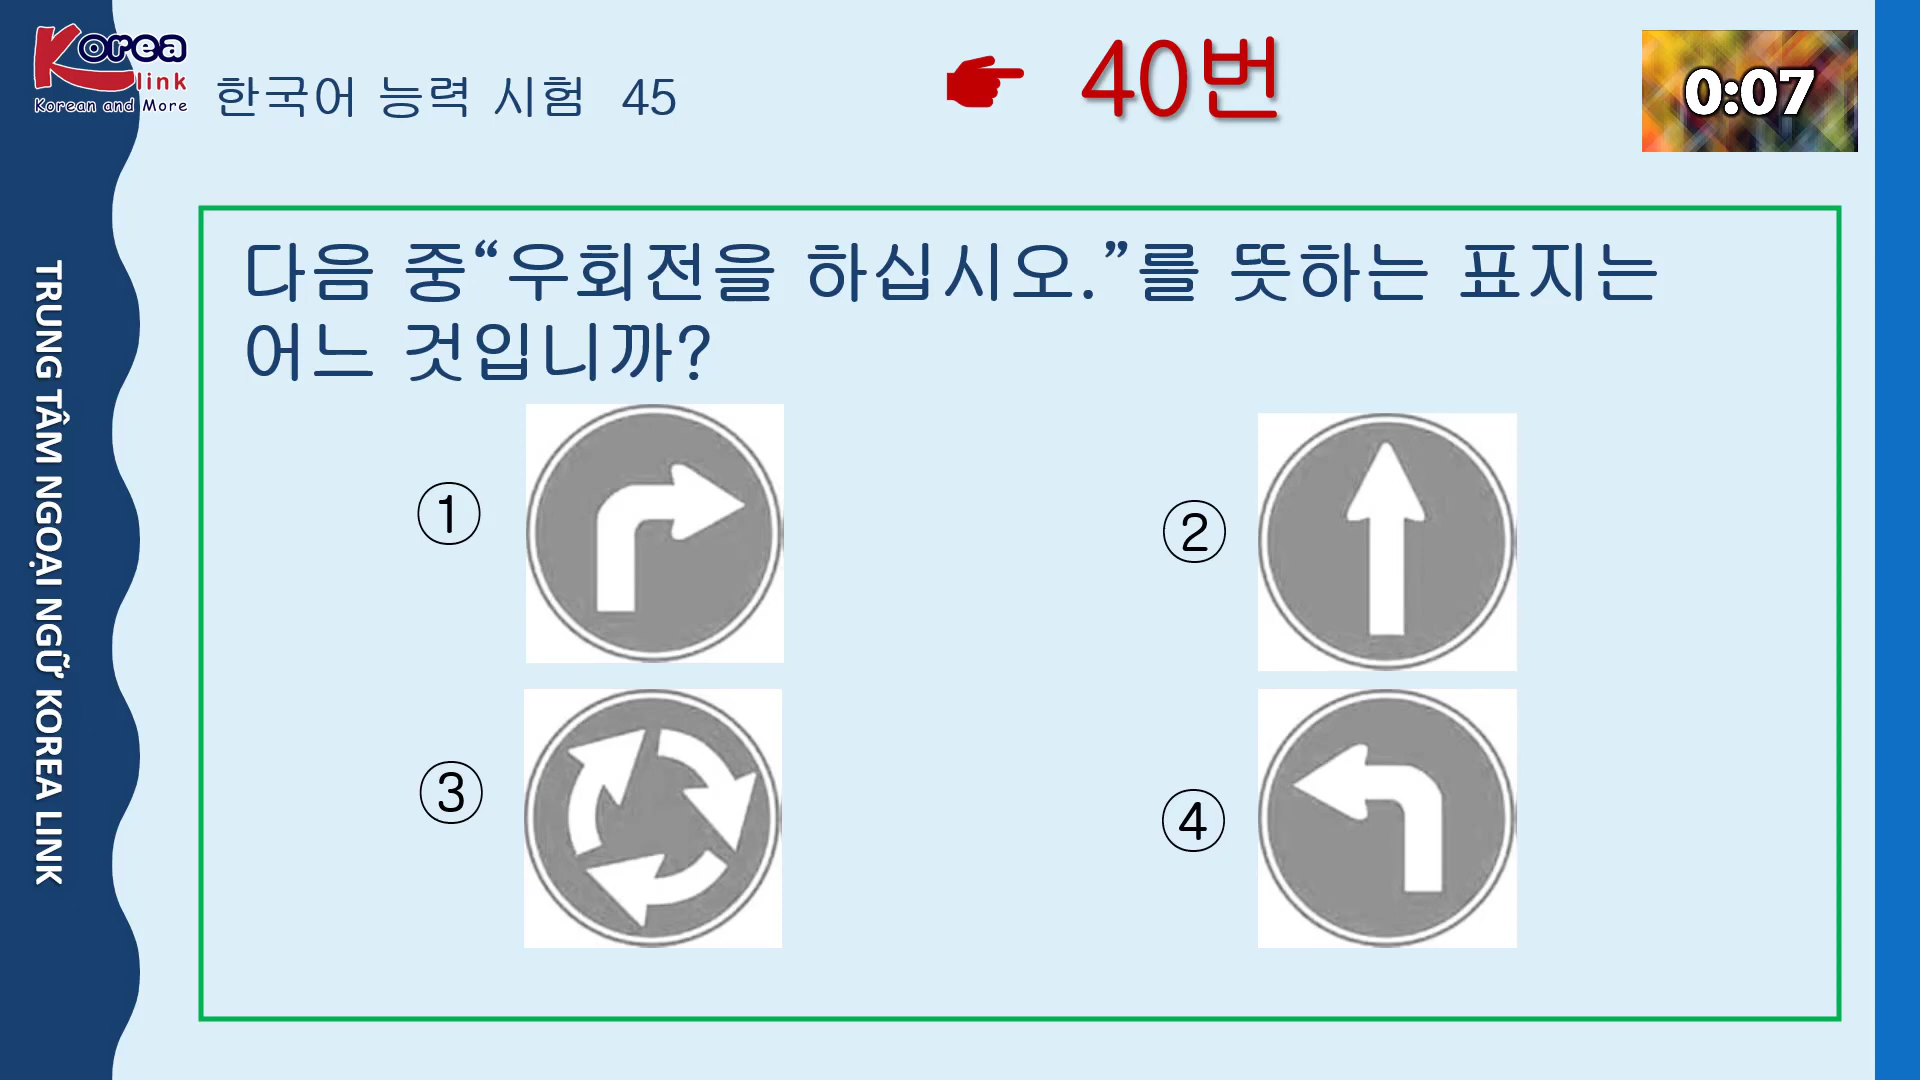 Korea
link
Korean and More
한국어 능력 시험 45
40번
0:07
TRUNG TÂM NGOẠI NGỮ KOREA LINK
다음 중“우회전을 하십시오.”를 뜻하는 표지는
어느 것입니까?
①
②
③
④